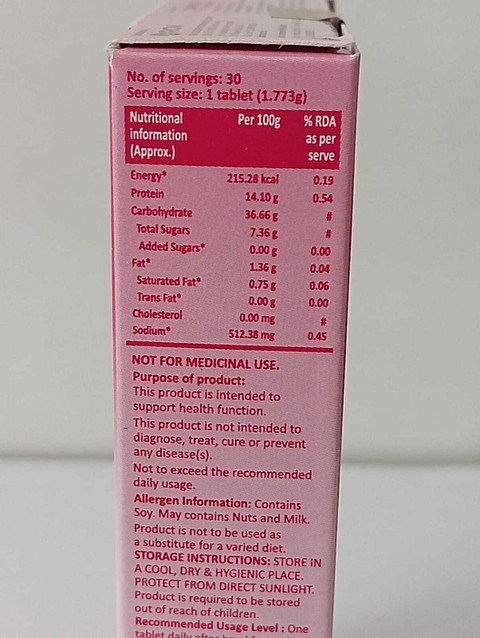 No. of servings: 30
Serving size: 1 tablet (1.773g)
Nutritional information (Approx.) Per 100g % RDA as per serve
Energy* 215.28 kcal 0.19
Protein 14.10 g 0.54
Carbohydrate 36.66 g #
Total Sugars 7.36 g #
Added Sugars* 0.00 g 0.00
Fat* 1.36 g 0.04
Saturated Fat* 0.75 g 0.06
Trans Fat* 0.00 g 0.00
Cholesterol 0.00 mg #
Sodium* 512.38 mg 0.45
NOT FOR MEDICINAL USE.
Purpose of product:
This product is intended to
support health function.
This product is not intended to
diagnose, treat, cure or prevent
any disease(s).
Not to exceed the recommended
daily usage.
Allergen Information: Contains
Soy. May contains Nuts and Milk.
Product is not to be used as
a substitute for a varied diet.
STORAGE INSTRUCTIONS: STORE IN
A COOL, DRY & HYGIENIC PLACE.
PROTECT FROM DIRECT SUNLIGHT.
Product is required to be stored
out of reach of children.
Recommended Usage Level : One
tablet daily after